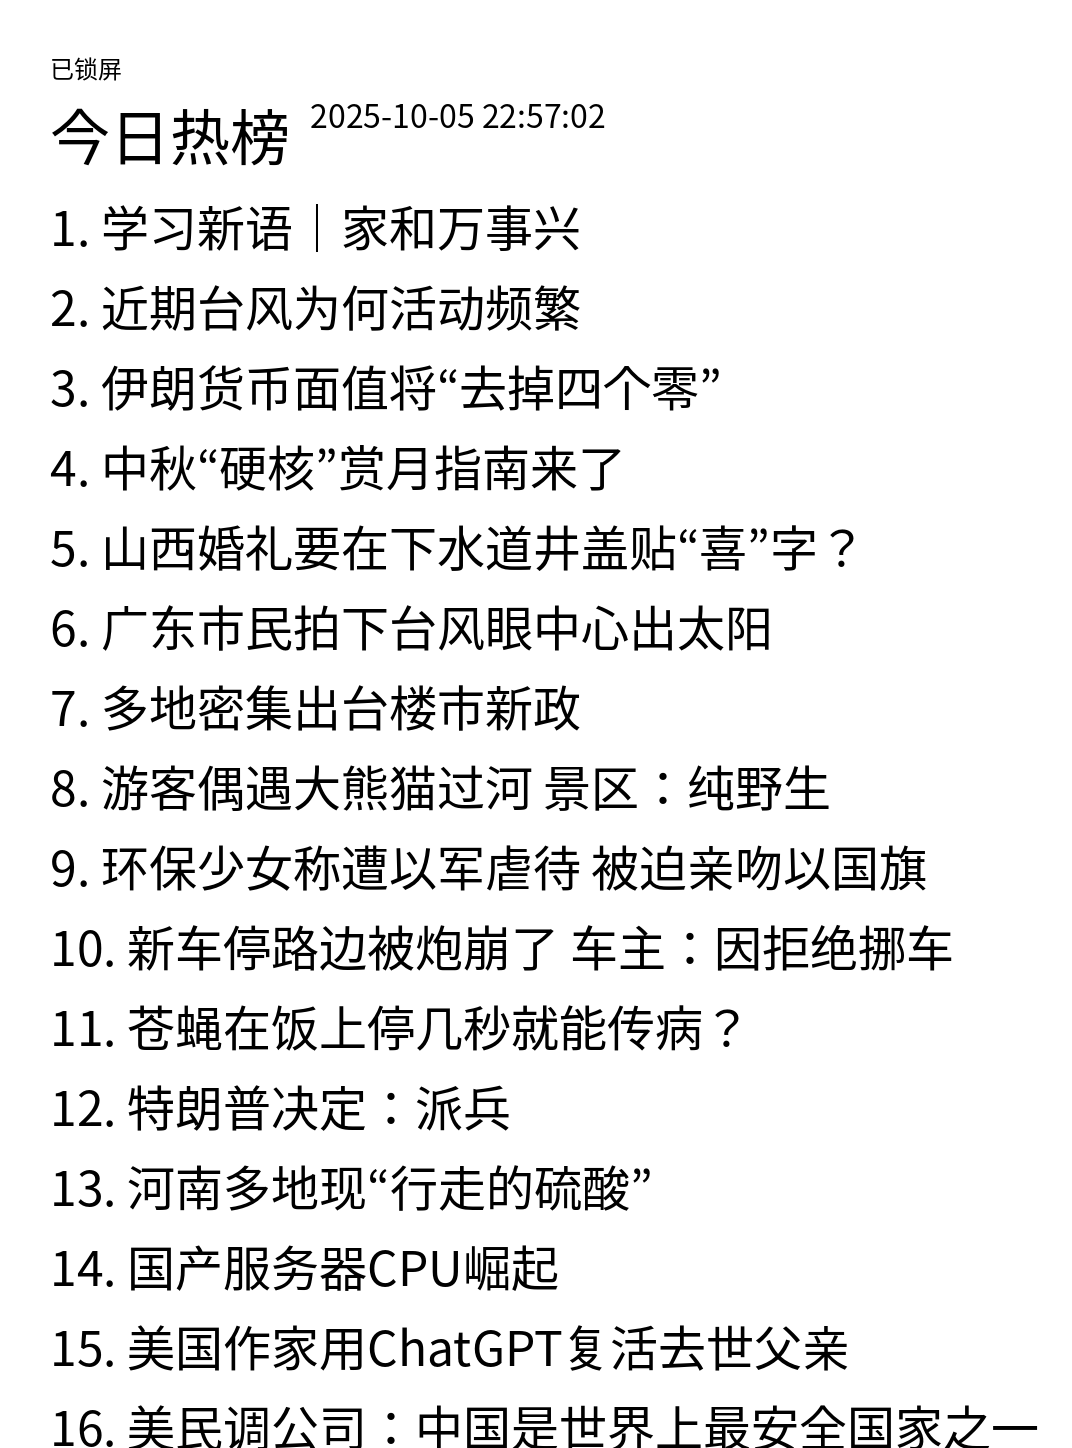 已锁屏
今日热榜 2025-10-05 22:57:02
1. 学习新语｜家和万事兴
2. 近期台风为何活动频繁
3. 伊朗货币面值将“去掉四个零”
4. 中秋“硬核”赏月指南来了
5. 山西婚礼要在下水道井盖贴“喜”字？
6. 广东市民拍下台风眼中心出太阳
7. 多地密集出台楼市新政
8. 游客偶遇大熊猫过河 景区：纯野生
9. 环保少女称遭以军虐待 被迫亲吻以国旗
10. 新车停路边被炮崩了 车主：因拒绝挪车
11. 苍蝇在饭上停几秒就能传病？
12. 特朗普决定：派兵
13. 河南多地现“行走的硫酸”
14. 国产服务器CPU崛起
15. 美国作家用ChatGPT复活去世父亲
16. 美民调公司：中国是世界上最安全国家之一